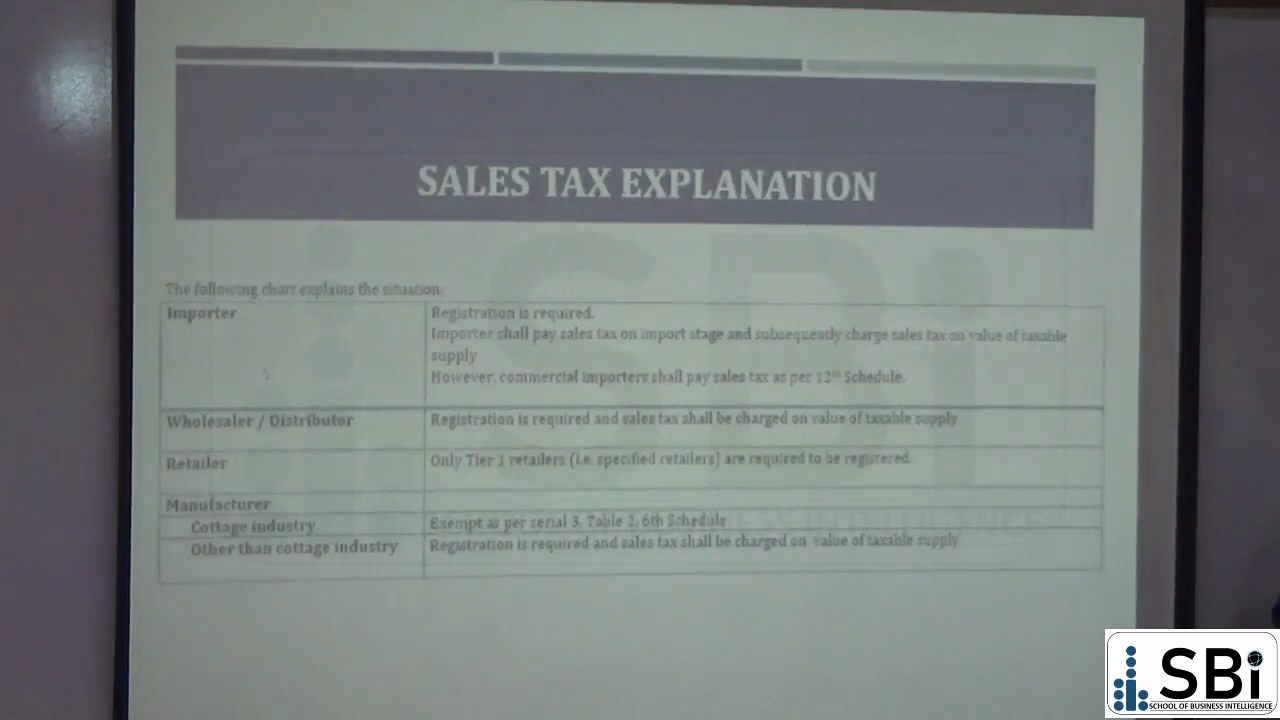 SALES TAX EXPLANATION
The following chart explains the situation:
Importer
Registration is required.
Importer shall pay sales tax on import stage and subsequently charge sales tax on value of taxable
supply
However, commercial importers shall pay sales tax as per 12th Schedule.
Wholesaler / Distributor
Registration is required and sales tax shall be charged on value of taxable supply
Retailer
Only Tier 1 retailers (i.e. specified retailers) are required to be registered.
Manufacturer
Cottage industry
Exempt as per serial 3, Table 2, 6th Schedule
Other than cottage industry
Registration is required and sales tax shall be charged on value of taxable supply
SBi
SCHOOL OF BUSINESS INTELLIGENCE